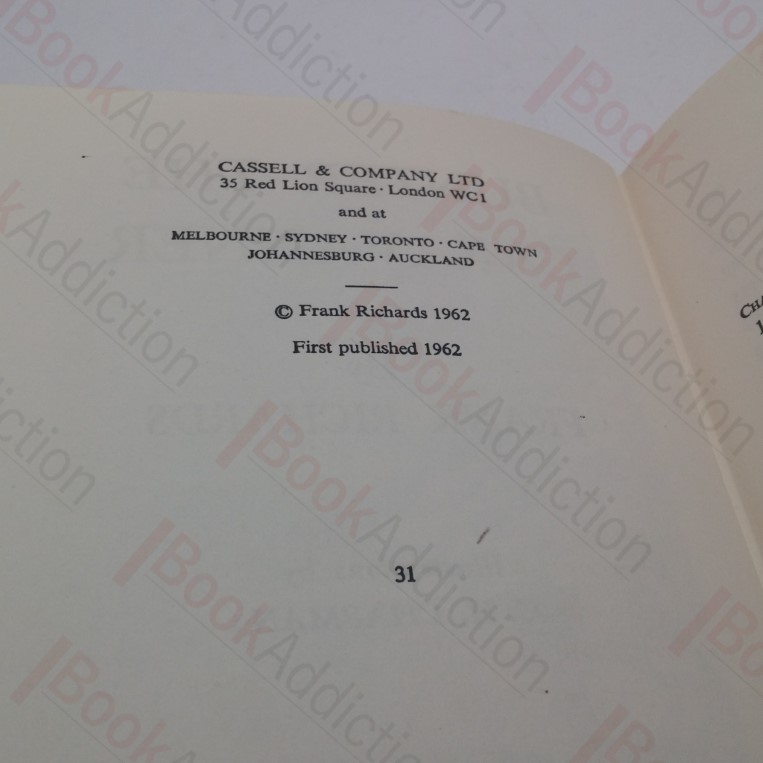 CASSELL & COMPANY LTD
35 Red Lion Square · London WC1
and at
MELBOURNE · SYDNEY · TORONTO · CAPE TOWN
JOHANNESBURG · AUCKLAND
© Frank Richards 1962
First published 1962
31
BookAddiction